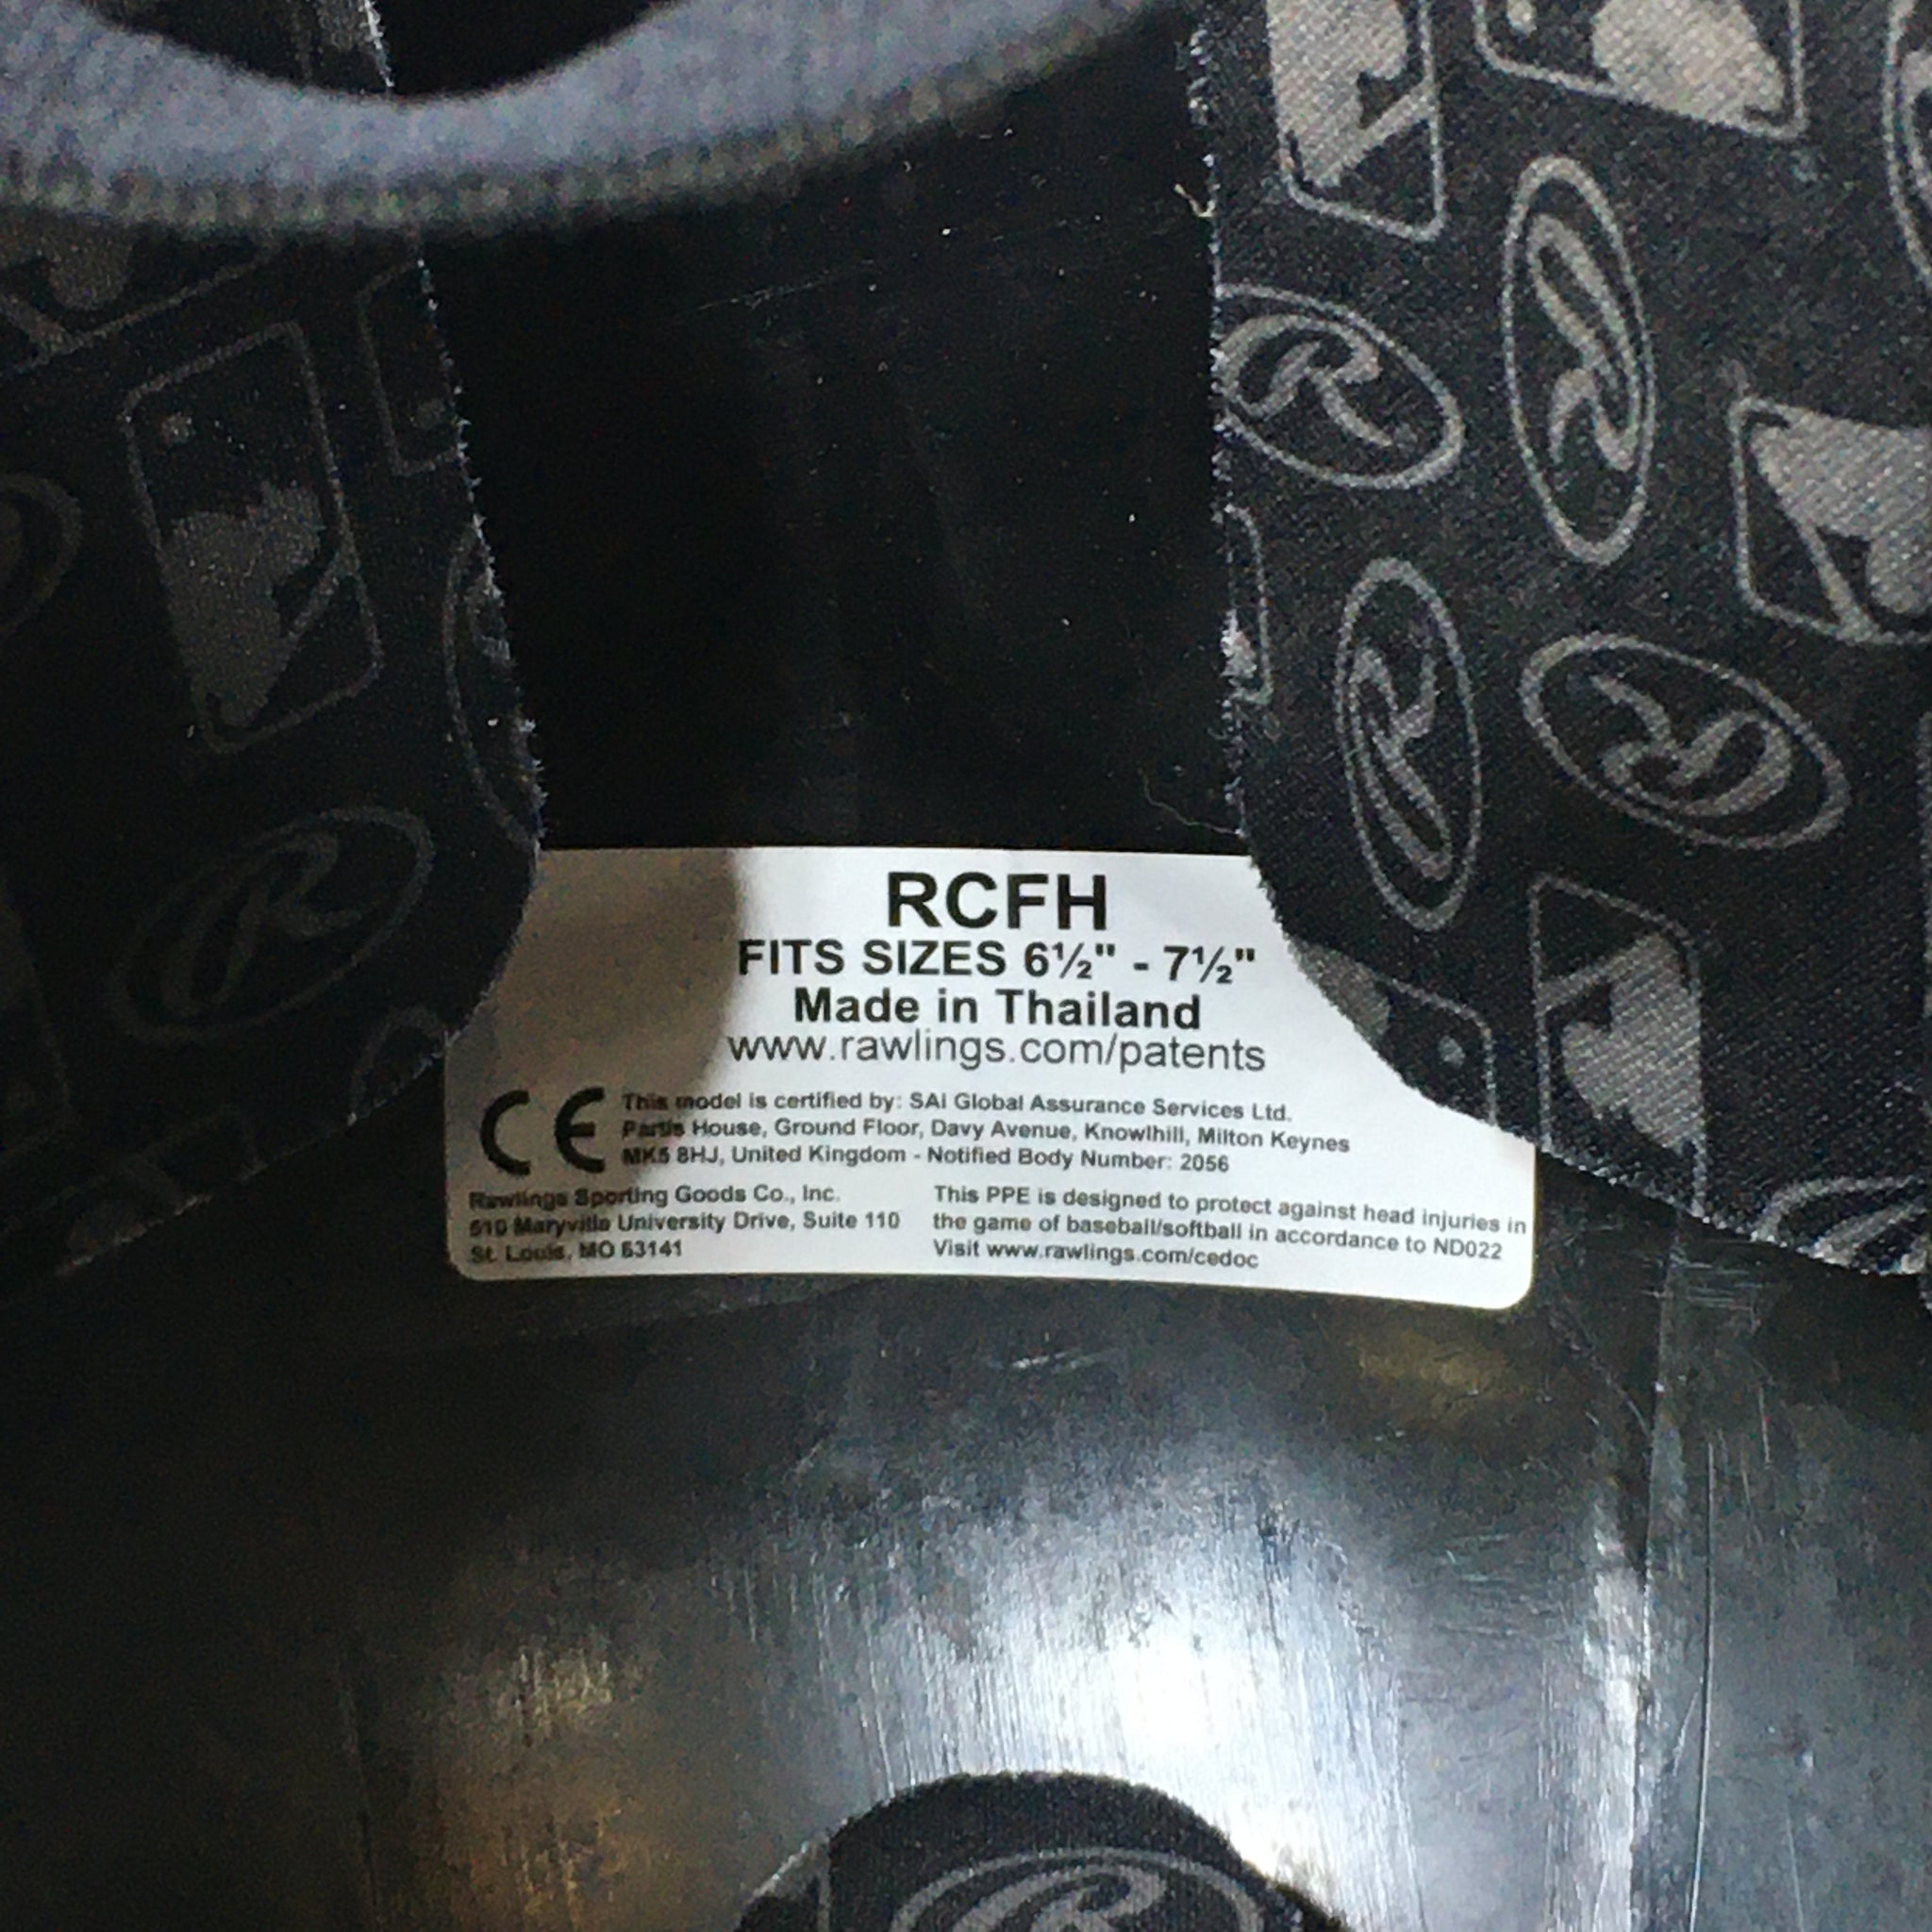 RCFH
FITS SIZES 6½" - 7½"
Made in Thailand
www.rawlings.com/patents
CE
This model is certified by: SAI Global Assurance Services Ltd.
Partis House, Ground Floor, Davy Avenue, Knowlhill, Milton Keynes
MK5 8HJ, United Kingdom - Notified Body Number: 2056
Rawlings Sporting Goods Co., Inc.
510 Maryville University Drive, Suite 110
St. Louis, MO 63141
This PPE is designed to protect against head injuries in
the game of baseball/softball in accordance to ND022
Visit www.rawlings.com/cedoc
R
R
R
R
R
R